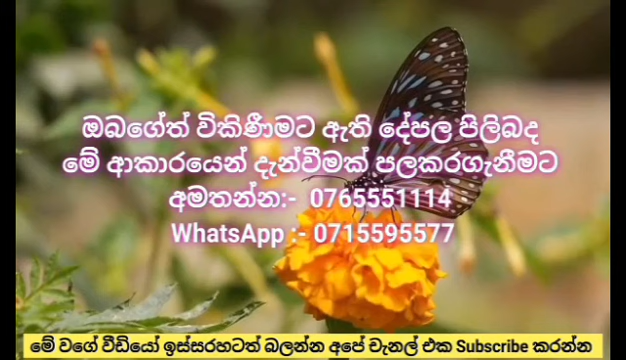 ඔබගේත් විකිණීමට ඇති දේපල පිලිබද
මේ ආකාරයෙන් දැන්වීමක් පලකරගැනීමට
අමතන්න:- 0765551114
WhatsApp :- 0715595577
මේ වගේ වීඩියෝ ඉස්සරහටත් බලන්න අපේ චැනල් එක Subscribe කරන්න